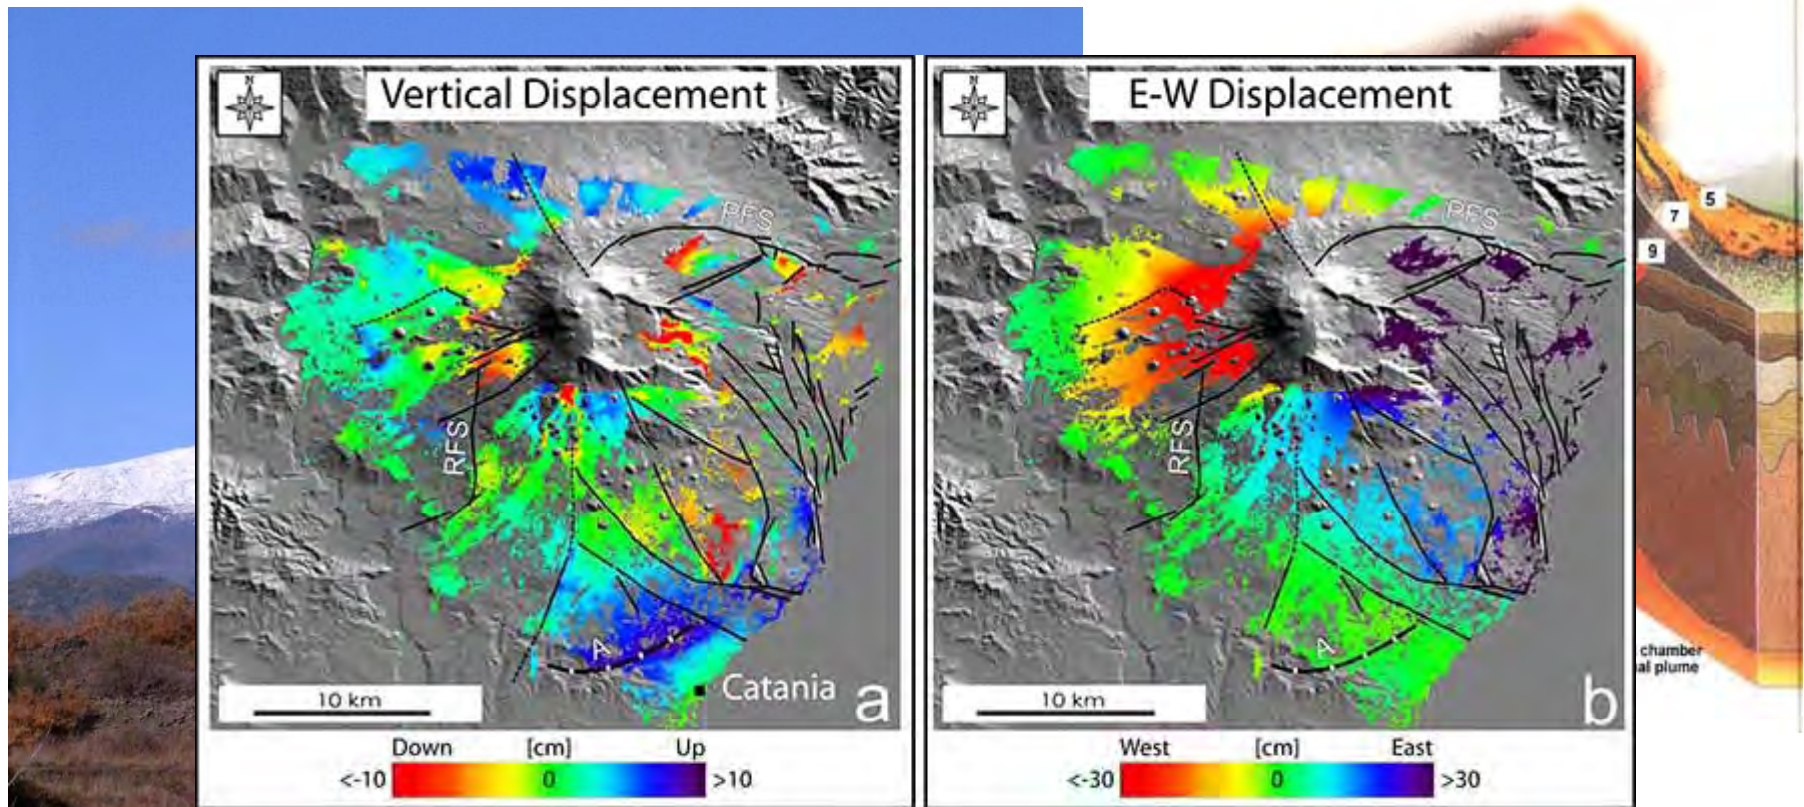 N
Vertical Displacement
PFS
RFS
A
Catania
10 km
a
Down [cm] Up
<-10 0 >10
N
E-W Displacement
PFS
RFS
A
10 km
b
West [cm] East
<-30 0 >30
5
7
9
chamber
al plume